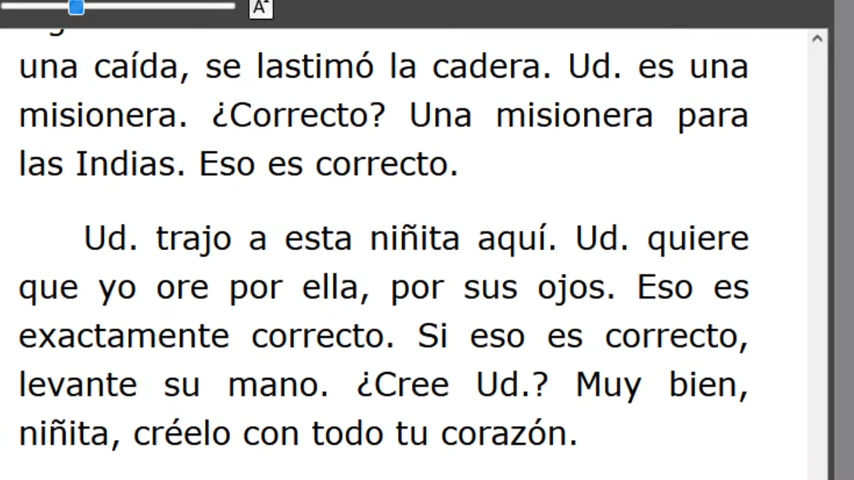 A
una caída, se lastimó la cadera. Ud. es una
misionera. ¿Correcto? Una misionera para
las Indias. Eso es correcto.
Ud. trajo a esta niñita aquí. Ud. quiere
que yo ore por ella, por sus ojos. Eso es
exactamente correcto. Si eso es correcto,
levante su mano. ¿Cree Ud.? Muy bien,
niñita, créelo con todo tu corazón.